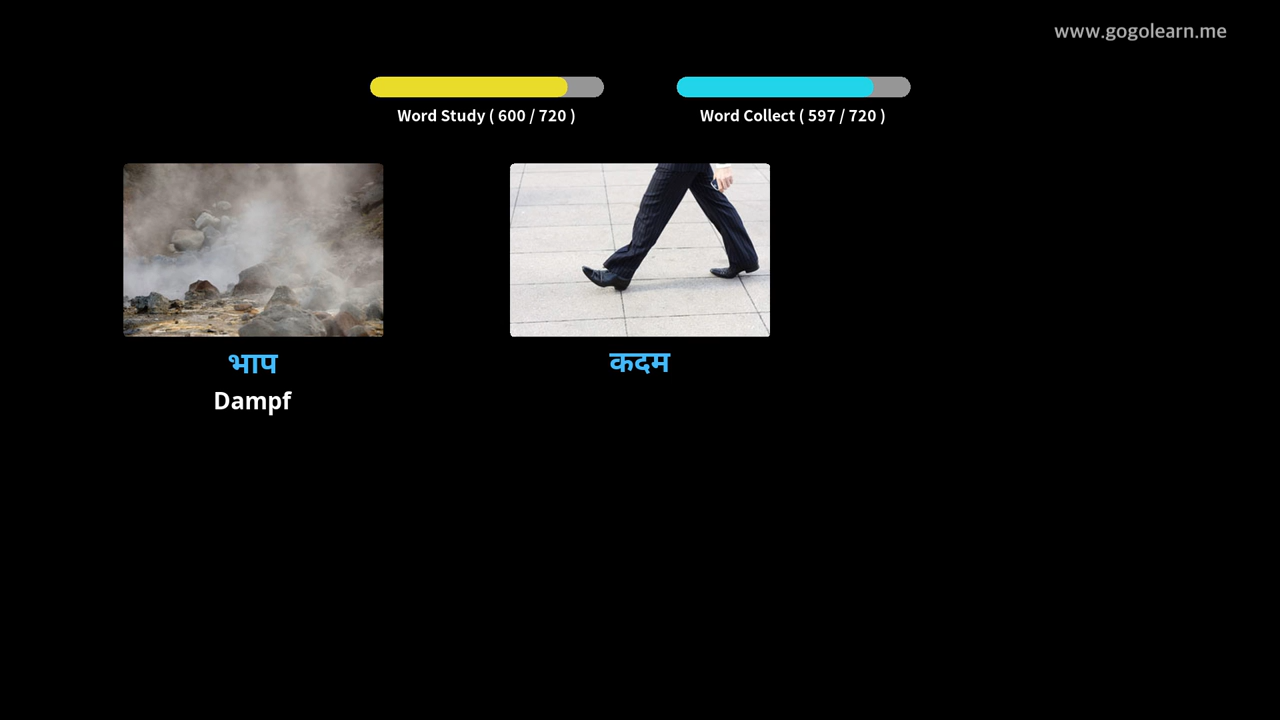 www.gogolearn.me
Word Study ( 600 / 720 )
Word Collect ( 597 / 720 )
भाप
Dampf
कदम